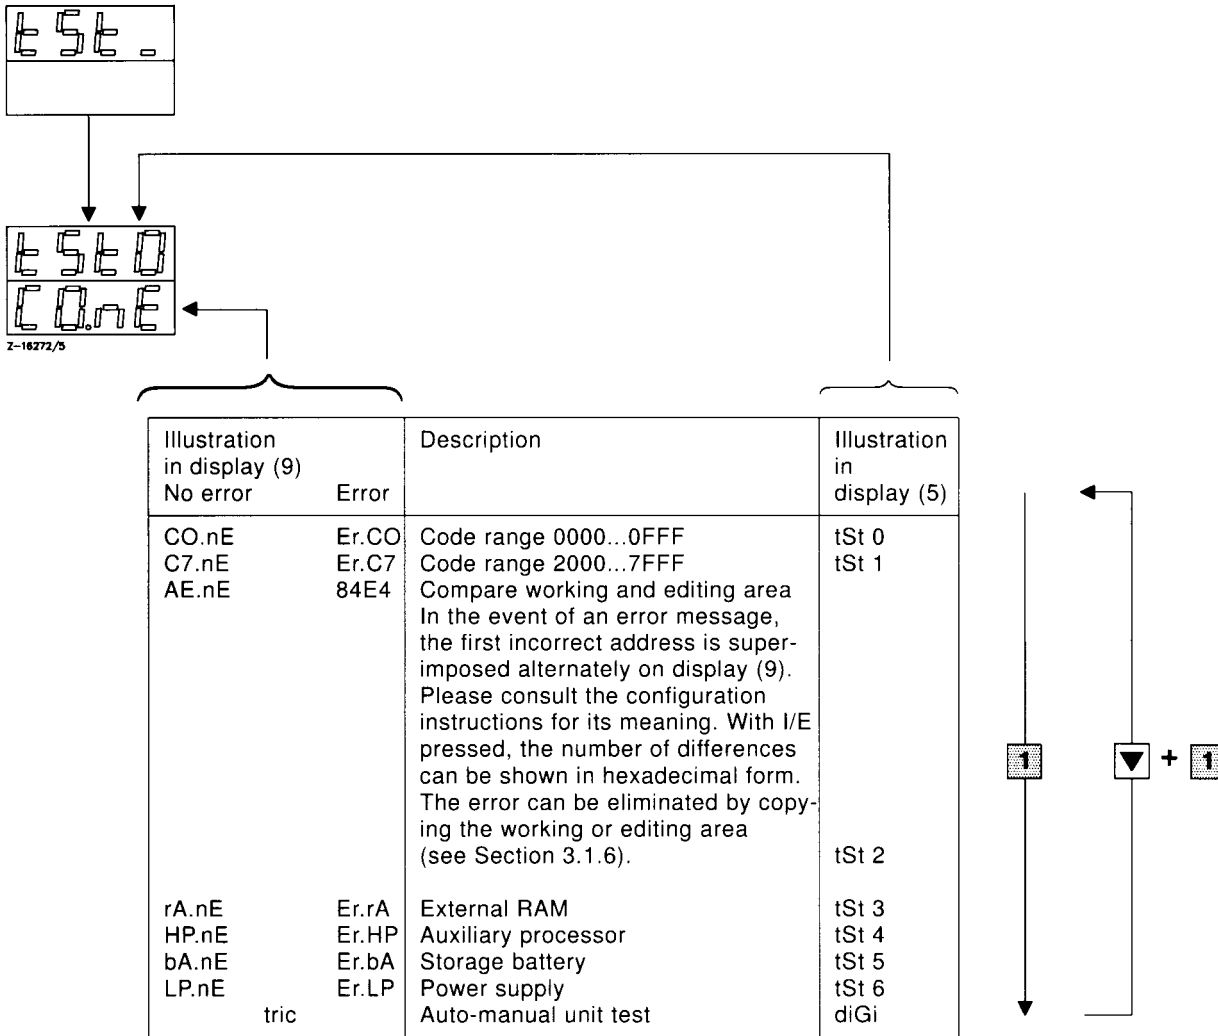 tSt_
tSt0
C0.nE
Z-16272/5
Illustration in display (9)
No error Error
Description
Illustration in display (5)
CO.nE Er.CO Code range 0000...0FFF tSt 0
C7.nE Er.C7 Code range 2000...7FFF tSt 1
AE.nE 84E4 Compare working and editing area
In the event of an error message,
the first incorrect address is super-
imposed alternately on display (9).
Please consult the configuration
instructions for its meaning. With I/E
pressed, the number of differences
can be shown in hexadecimal form.
The error can be eliminated by copy-
ing the working or editing area
(see Section 3.1.6). tSt 2
rA.nE Er.rA External RAM tSt 3
HP.nE Er.HP Auxiliary processor tSt 4
bA.nE Er.bA Storage battery tSt 5
LP.nE Er.LP Power supply tSt 6
tric Auto-manual unit test diGi
1
▼ + 1